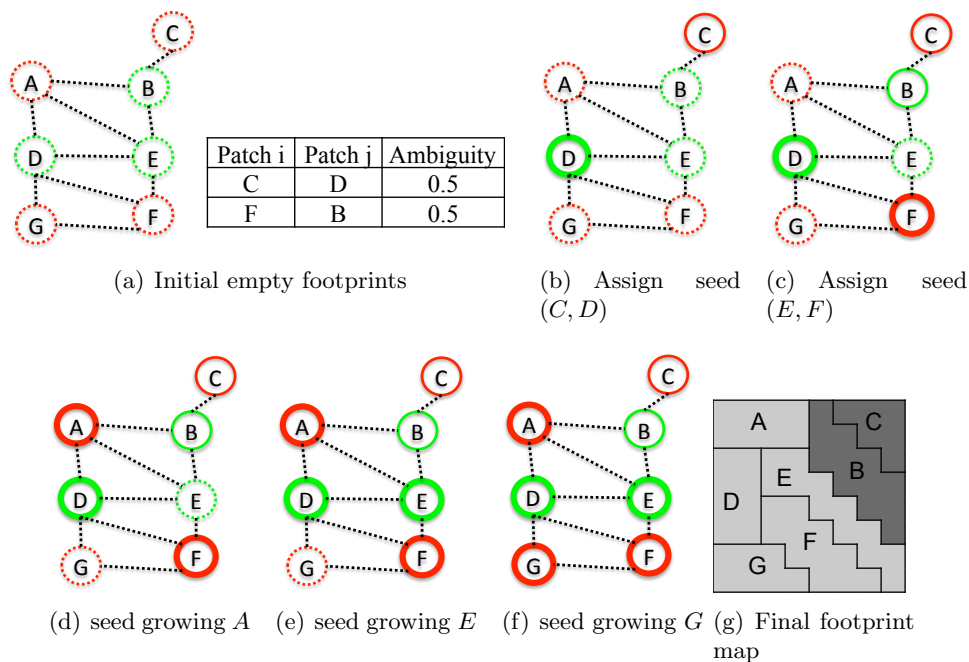 C
A
B
D
E
F
G
Patch i Patch j Ambiguity
C D 0.5
F B 0.5
(a) Initial empty footprints
C
A
B
D
E
F
G
(b) Assign seed
(C, D)
C
A
B
D
E
F
G
(c) Assign seed
(E, F)
C
A
B
D
E
F
G
(d) seed growing A
C
A
B
D
E
F
G
(e) seed growing E
C
A
B
D
E
F
G
(f) seed growing G
A
C
B
E
D
F
G
(g) Final footprint
map